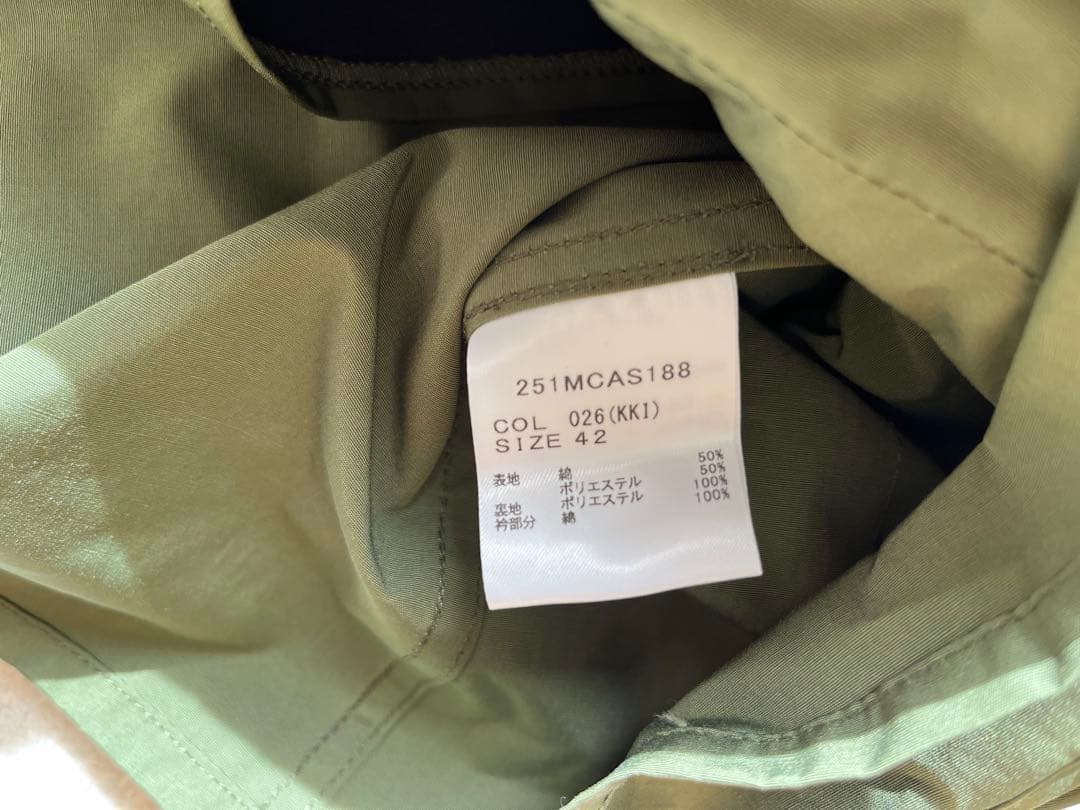 251MCAS188
COL 026(KKI)
SIZE 42
表地 綿 50%
ポリエステル 50%
裏地 ポリエステル 100%
衿部分 綿 100%